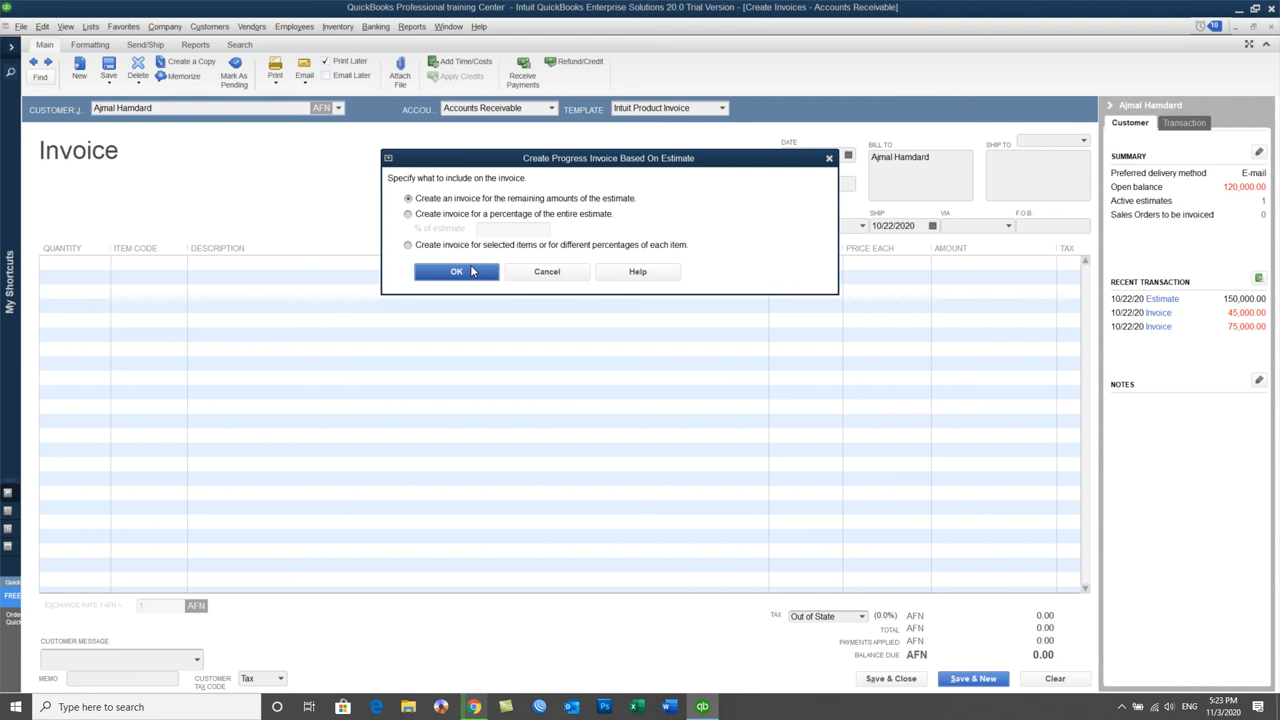 QuickBooks Professional training Center - Intuit QuickBooks Enterprise Solutions 20.0 Trial Version - [Create Invoices - Accounts Receivable]
File Edit View Lists Favorites Company Customers Vendors Employees Inventory Banking Reports Window Help
10
Main Formatting Send/Ship Reports Search
Find New Save Delete Create a Copy Memorize Mark As Pending Print Email Print Later Email Later Attach File Add Time/Costs Apply Credits Receive Payments Refund/Credit
CUSTOMER:J... Ajmal Hamdard AFN ACCOU... Accounts Receivable TEMPLATE Intuit Product Invoice
Invoice
DATE
BILL TO
Ajmal Hamdard
SHIP TO
SHIP 10/22/2020 VIA F.O.B.
QUANTITY ITEM CODE DESCRIPTION PRICE EACH AMOUNT TAX
Create Progress Invoice Based On Estimate
Specify what to include on the invoice.
Create an invoice for the remaining amounts of the estimate.
Create invoice for a percentage of the entire estimate.
% of estimate
Create invoice for selected items or for different percentages of each item.
OK Cancel Help
Ajmal Hamdard
Customer Transaction
SUMMARY
Preferred delivery method E-mail
Open balance 120,000.00
Active estimates 1
Sales Orders to be invoiced 0
RECENT TRANSACTION
10/22/20 Estimate 150,000.00
10/22/20 Invoice 45,000.00
10/22/20 Invoice 75,000.00
NOTES
My Shortcuts
Quick
FREE
Orde
Quick
EXCHANGE RATE 1 AFN = 1 AFN
TAX Out of State (0.0%) AFN 0.00
TOTAL AFN 0.00
PAYMENTS APPLIED AFN 0.00
BALANCE DUE AFN 0.00
CUSTOMER MESSAGE
MEMO
CUSTOMER TAX CODE Tax
Save & Close Save & New Clear
Type here to search
ENG
5:23 PM
11/3/2020